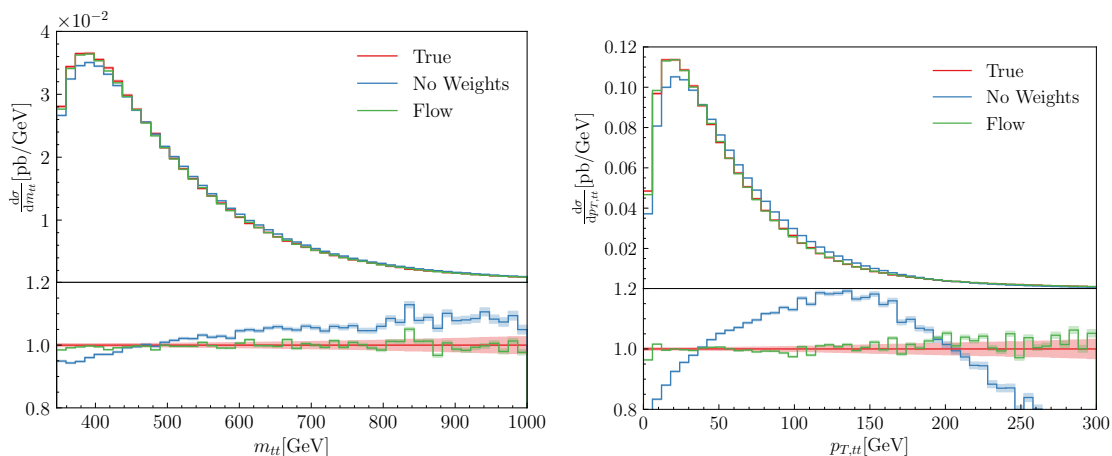 ×10⁻²
4
3
2
1
1.2
1.0
0.8
dσ/dm_tt [pb/GeV]
True
No Weights
Flow
400 500 600 700 800 900 1000
m_tt[GeV]
0.12
0.10
0.08
0.06
0.04
0.02
1.2
1.0
0.8
dσ/dp_T,tt [pb/GeV]
True
No Weights
Flow
0 50 100 150 200 250 300
p_T,tt[GeV]